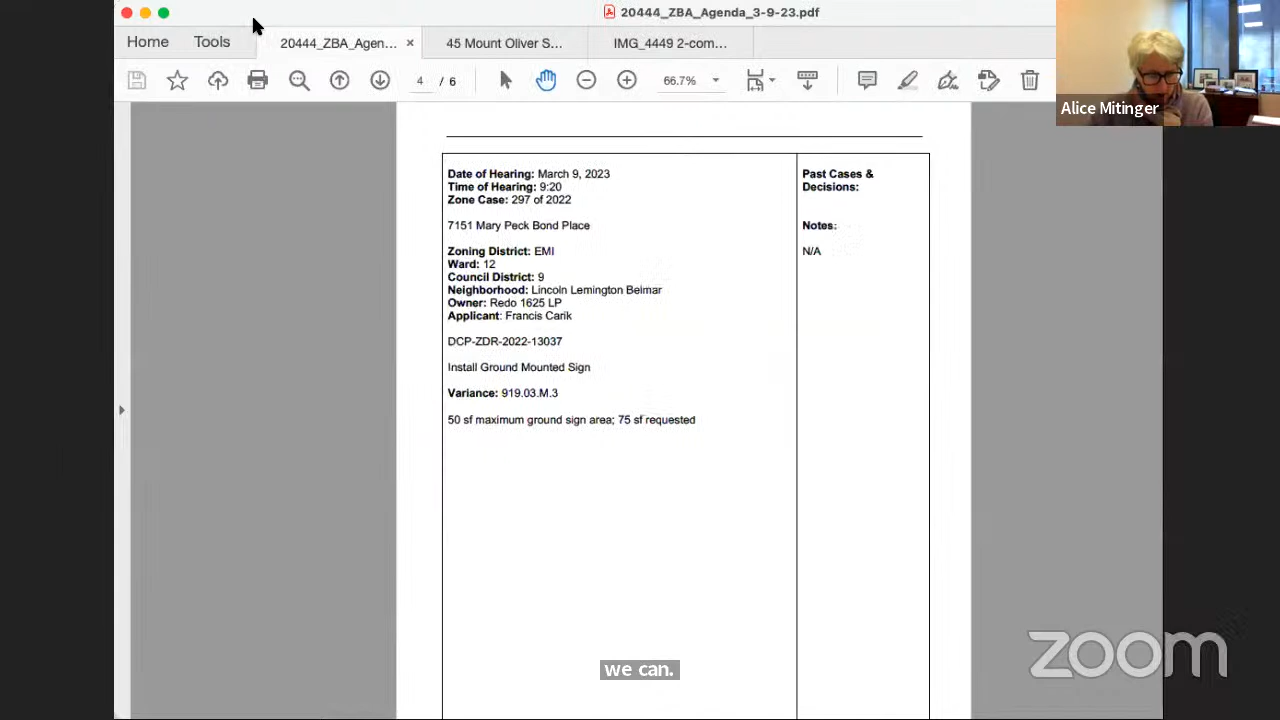 20444_ZBA_Agenda_3-9-23.pdf
Home
Tools
20444_ZBA_Agen...
45 Mount Oliver S...
IMG_4449 2-com...
4 / 6
66.7%
Alice Mitinger
Date of Hearing: March 9, 2023
Time of Hearing: 9:20
Zone Case: 297 of 2022
7151 Mary Peck Bond Place
Zoning District: EMI
Ward: 12
Council District: 9
Neighborhood: Lincoln Lemington Belmar
Owner: Redo 1625 LP
Applicant: Francis Carik
DCP-ZDR-2022-13037
Install Ground Mounted Sign
Variance: 919.03.M.3
50 sf maximum ground sign area; 75 sf requested
Past Cases &
Decisions:
Notes:
N/A
we can.
zoom